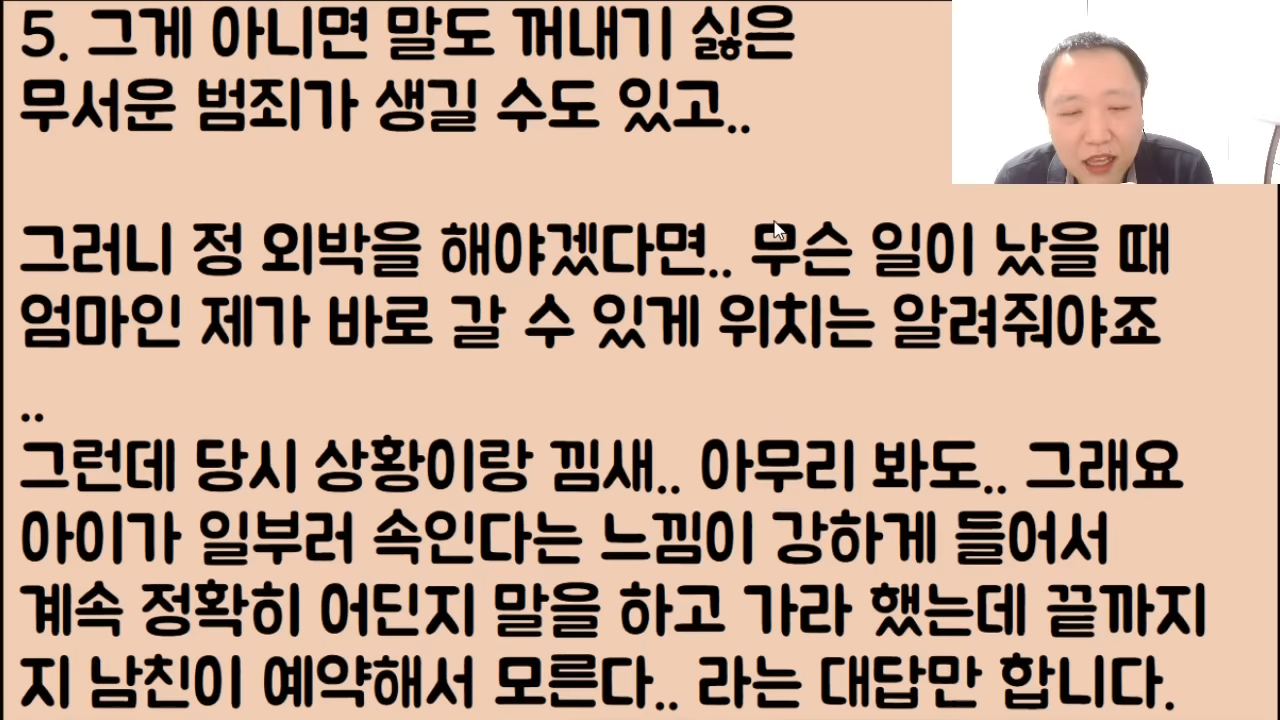 5. 그게 아니면 말도 꺼내기 싫은
무서운 범죄가 생길 수도 있고..
그러니 정 외박을 해야겠다면.. 무슨 일이 났을 때
엄마인 제가 바로 갈 수 있게 위치는 알려줘야죠
..
그런데 당시 상황이랑 낌새.. 아무리 봐도.. 그래요
아이가 일부러 속인다는 느낌이 강하게 들어서
계속 정확히 어딘지 말을 하고 가라 했는데 끝까지
지 남친이 예약해서 모른다.. 라는 대답만 합니다.